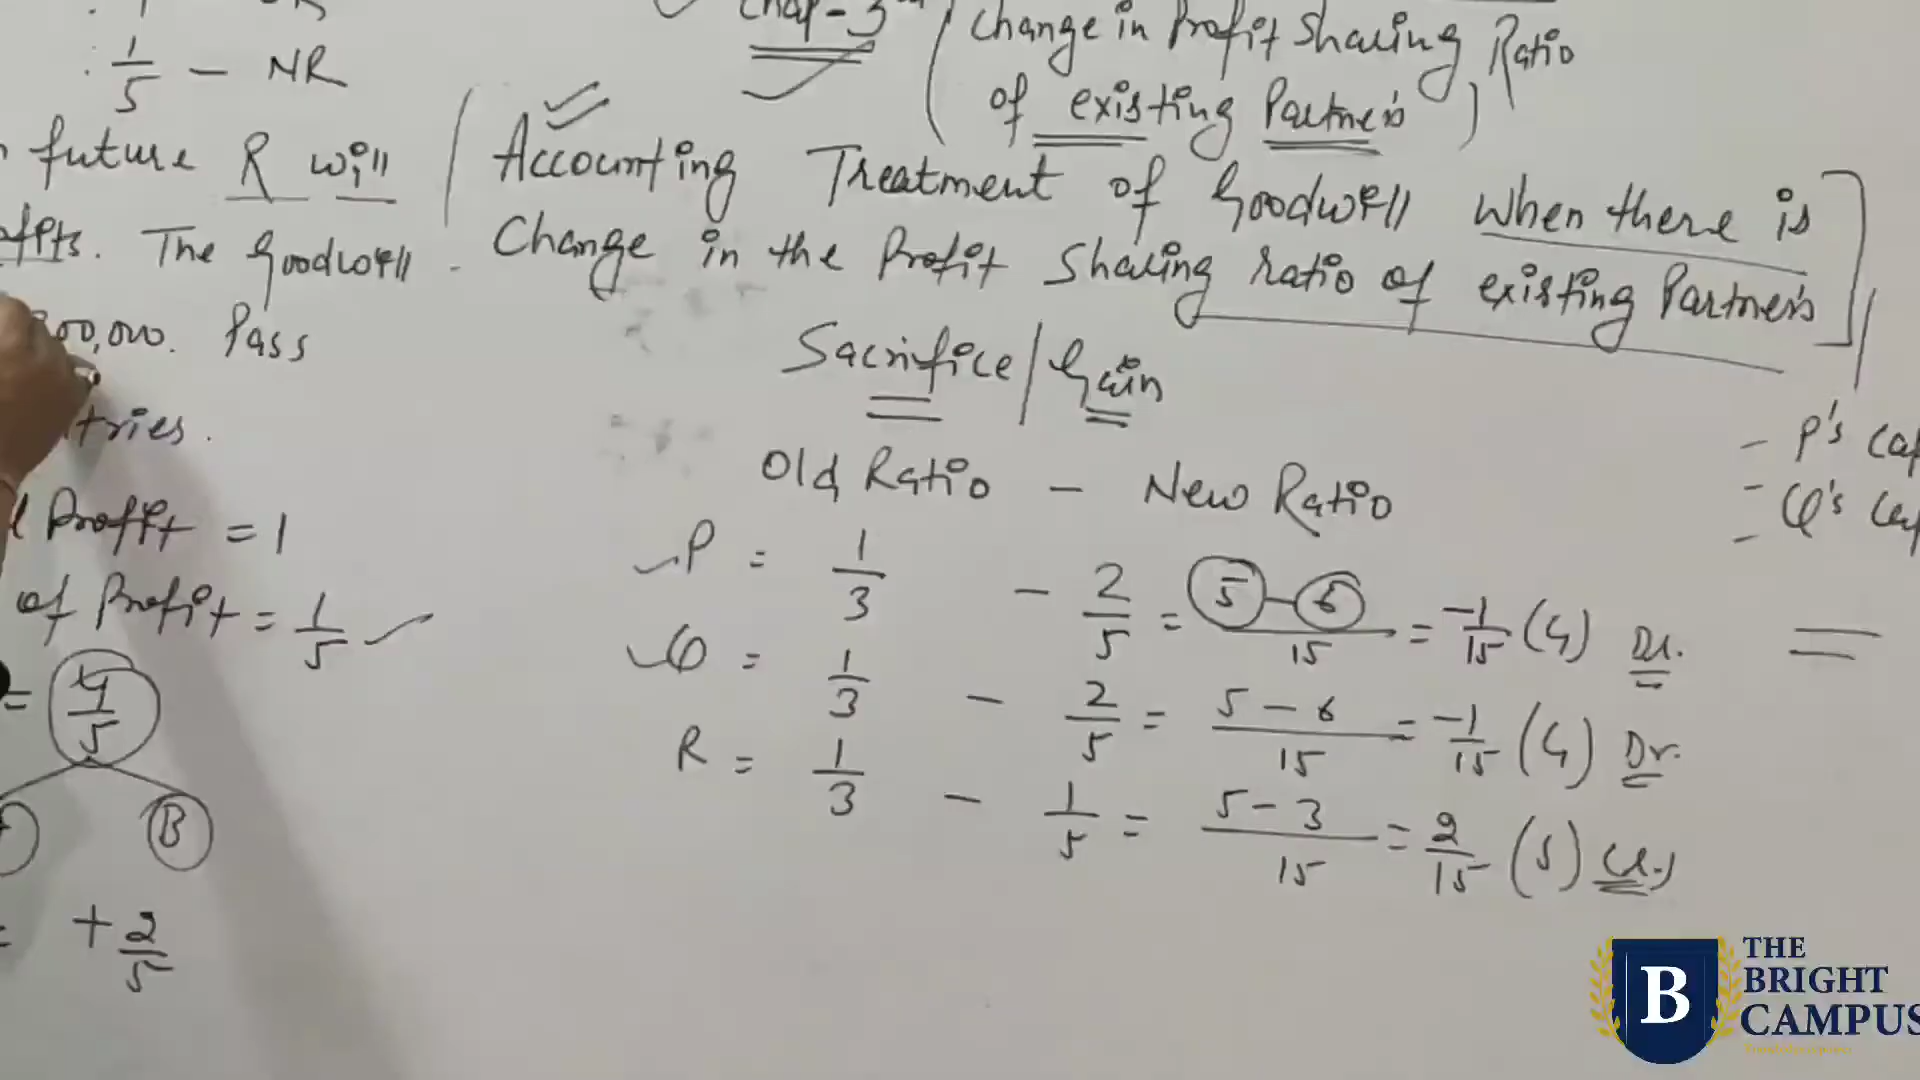 1/5 - NR
future R will
The Goodwill
00,000. Pass
tries.
Profit = 1
of Profit = 1/5
= 4/5
B
= + 2/5
Chap-3
(Change in Profit Sharing Ratio
of existing Partners)
Accounting Treatment of Goodwill when there is
Change in the Profit Sharing ratio of existing Partners
Sacrifice/Gain
Old Ratio - New Ratio
P = 1/3 - 2/5 = 5-6/15 = -1/15 (G) Dr.
Q = 1/3 - 2/5 = 5-6/15 = -1/15 (G) Dr.
R = 1/3 - 1/5 = 5-3/15 = 2/15 (S) Cr.
- P's Cap
- Q's Cap
B
THE
BRIGHT
CAMPUS